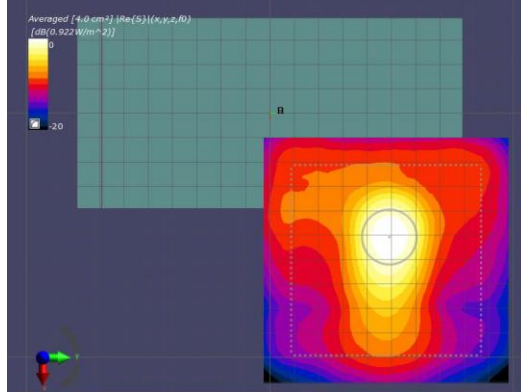 Averaged [4.0 cm²] |Re{S}|(x,y,z,f0)
[dB(0.922W/m^2)]
0
-20
y